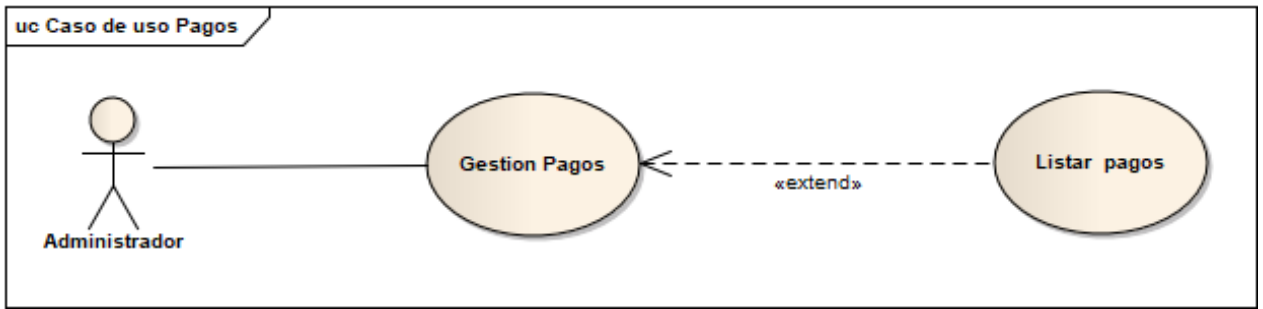 uc Caso de uso Pagos
Gestion Pagos
Listar pagos
«extend»
Administrador